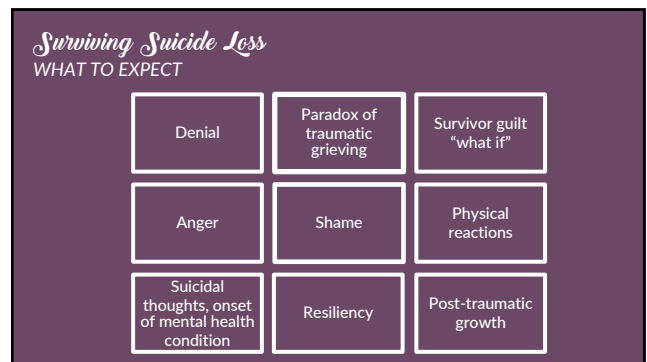 Surviving Suicide Loss
WHAT TO EXPECT
Denial
Paradox of
traumatic
grieving
Survivor guilt
“what if”
Anger
Shame
Physical
reactions
Suicidal
thoughts, onset
of mental health
condition
Resiliency
Post-traumatic
growth